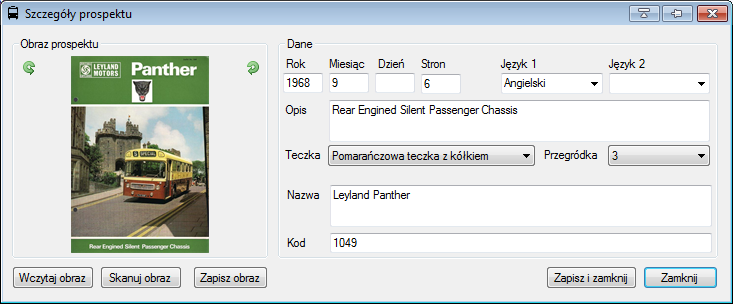 Szczegóły prospektu
Obraz prospektu
LEYLAND
MOTORS
Panther
SPECIAL
Rear Engined Silent Passenger Chassis
Wczytaj obraz
Skanuj obraz
Zapisz obraz
Dane
Rok Miesiąc Dzień Stron Język 1 Język 2
1968 9 6 Angielski
Opis Rear Engined Silent Passenger Chassis
Teczka Pomarańczowa teczka z kółkiem Przegródka 3
Nazwa Leyland Panther
Kod 1049
Zapisz i zamknij
Zamknij